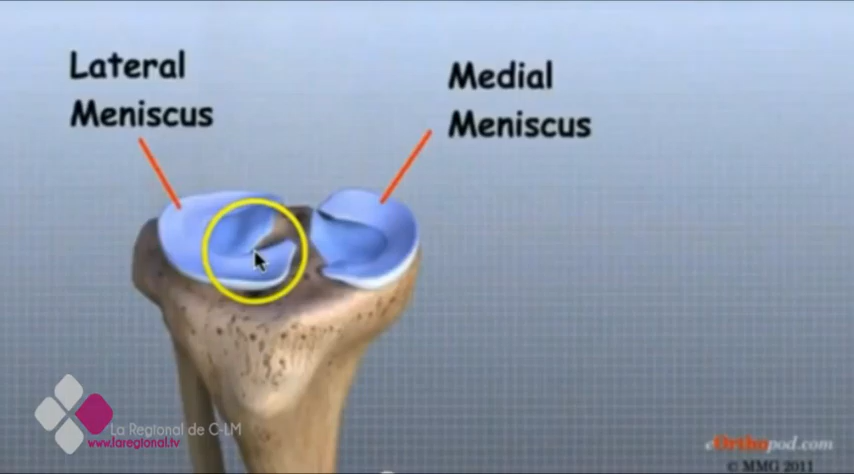 Lateral
Meniscus
Medial
Meniscus
La Regional de C-LM
www.laregional.tv
eOrthopod.com
© MMG 2011